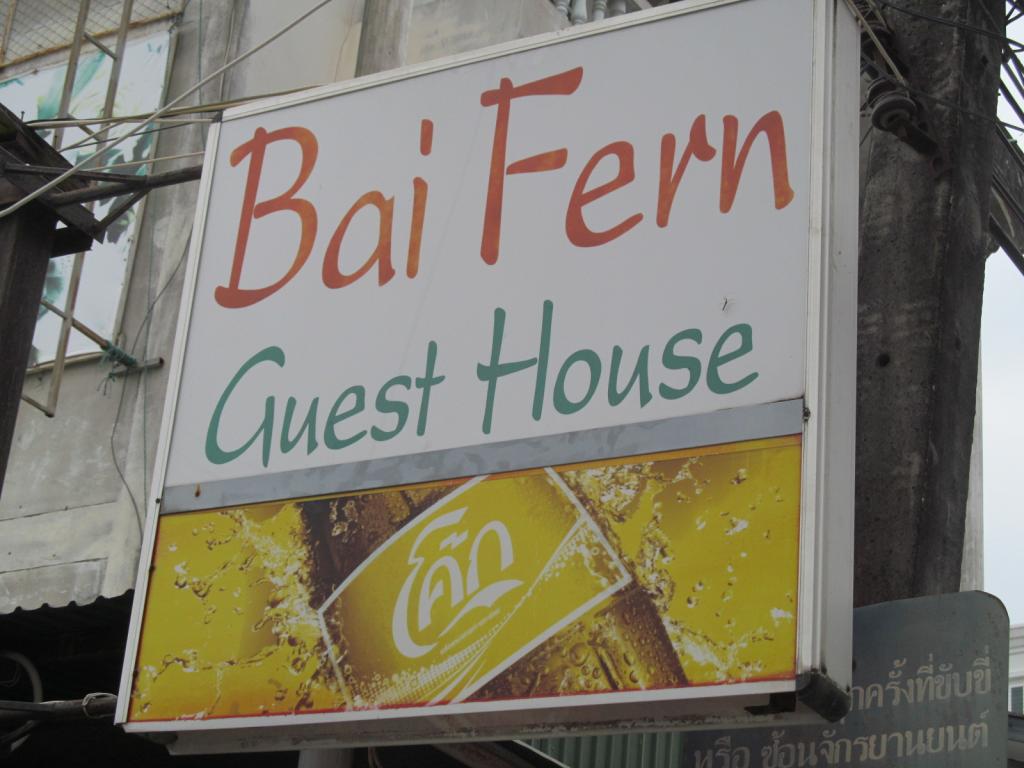 Bai Fern
Guest House
โค๊ก
ครั้งที่ขับขี่
หรือ ซ้อนจักรยานยนต์